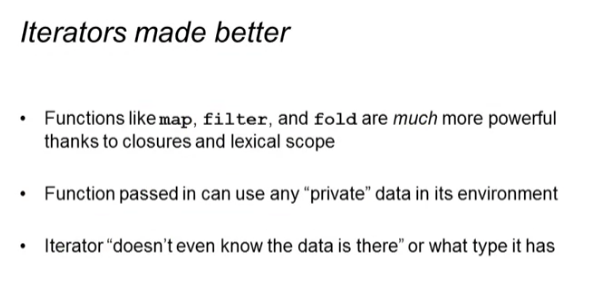 Iterators made better
• Functions like map, filter, and fold are much more powerful
thanks to closures and lexical scope
• Function passed in can use any “private” data in its environment
• Iterator “doesn’t even know the data is there” or what type it has